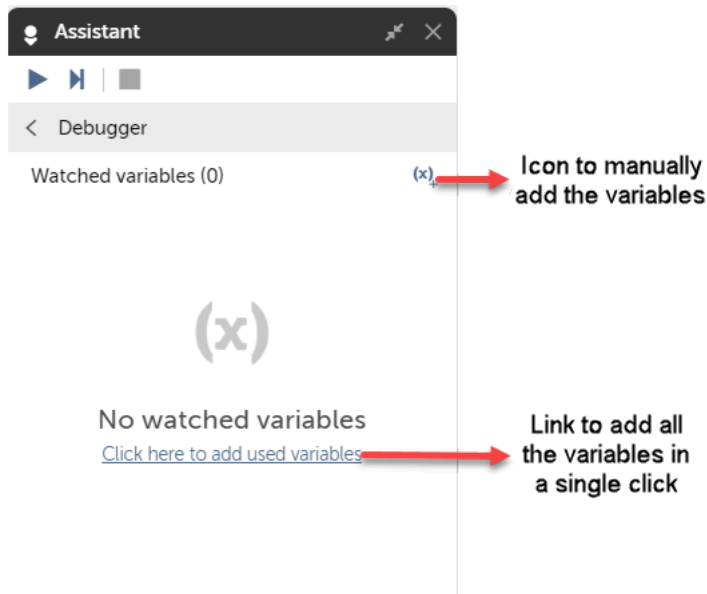 Assistant
Debugger
Watched variables (0)
(x)+
Icon to manually
add the variables
(x)
No watched variables
Click here to add used variables
Link to add all
the variables in
a single click